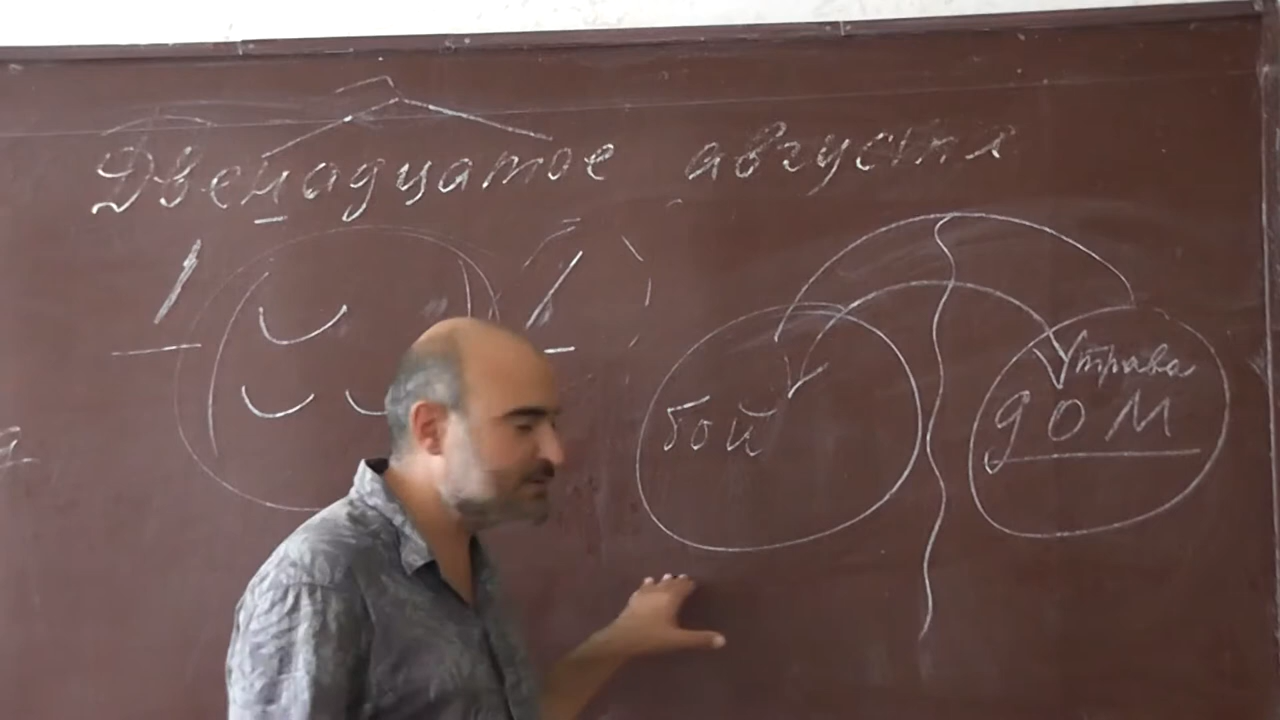 Двенадцатое августа
трава
бой
дом